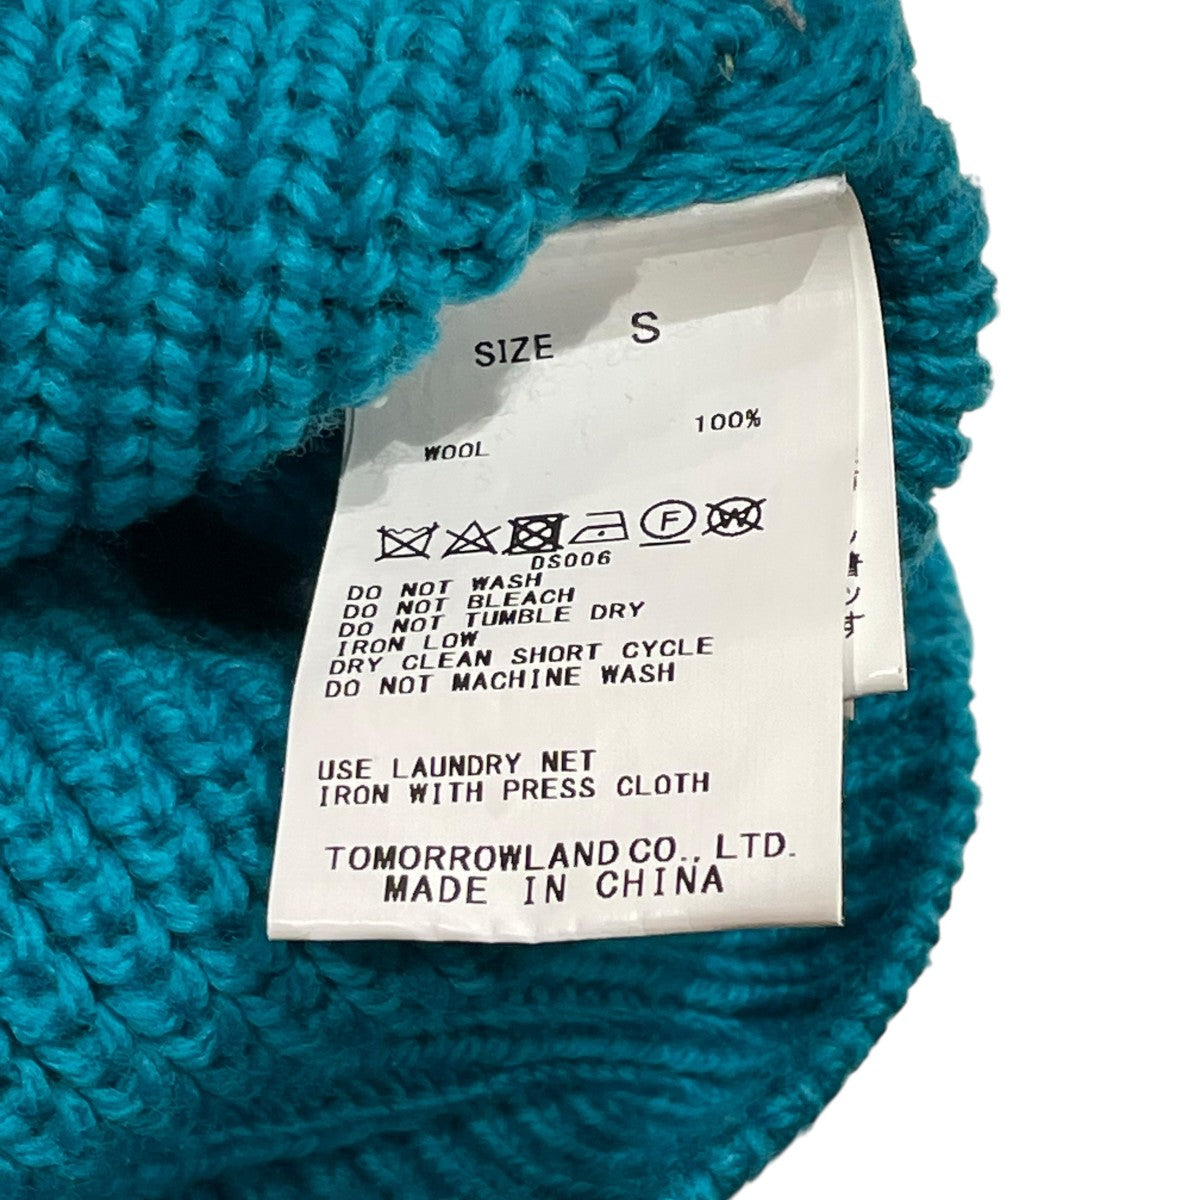 SIZE S
WOOL 100%
F W
DS006
DO NOT WASH
DO NOT BLEACH
DO NOT TUMBLE DRY
IRON LOW
DRY CLEAN SHORT CYCLE
DO NOT MACHINE WASH
USE LAUNDRY NET
IRON WITH PRESS CLOTH
TOMORROWLAND CO., LTD.
MADE IN CHINA